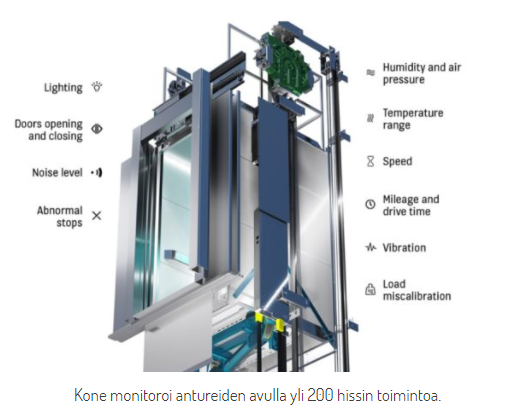 Lighting
Doors opening
and closing
Noise level
Abnormal
stops
Humidity and air
pressure
Temperature
range
Speed
Mileage and
drive time
Vibration
Load
miscalibration
Kone monitoroi antureiden avulla yli 200 hissin toimintoa.